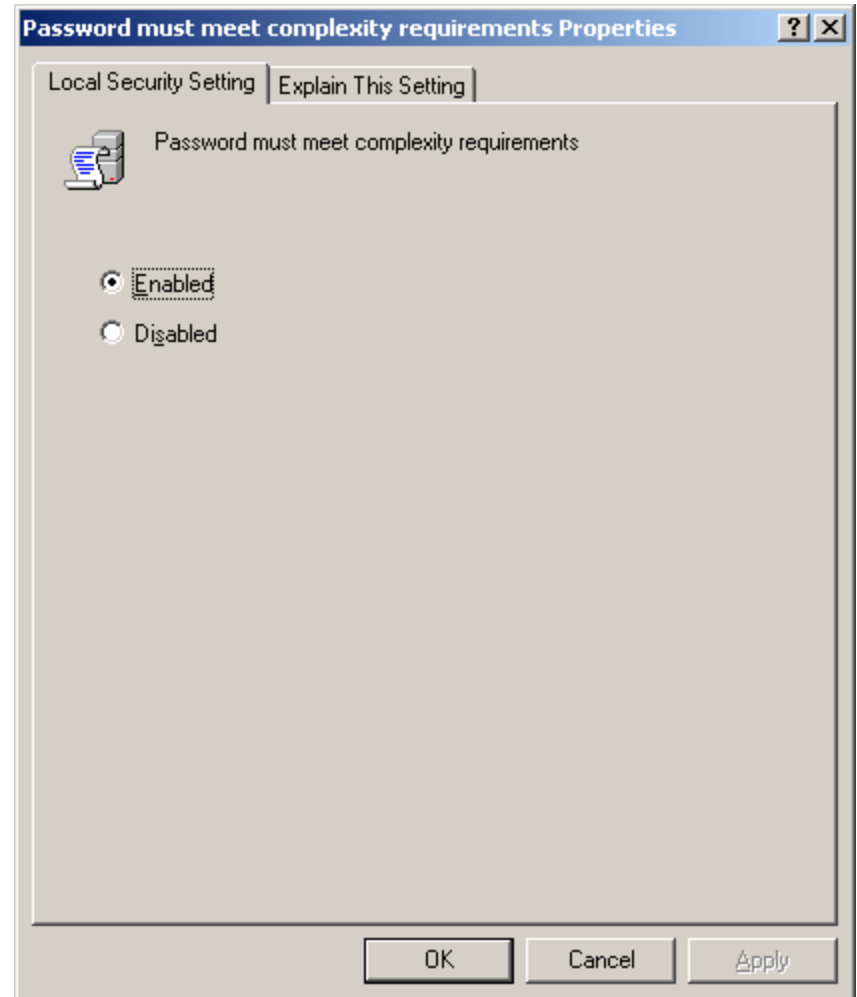 Password must meet complexity requirements Properties
Local Security Setting
Explain This Setting
Password must meet complexity requirements
Enabled
Disabled
OK
Cancel
Apply